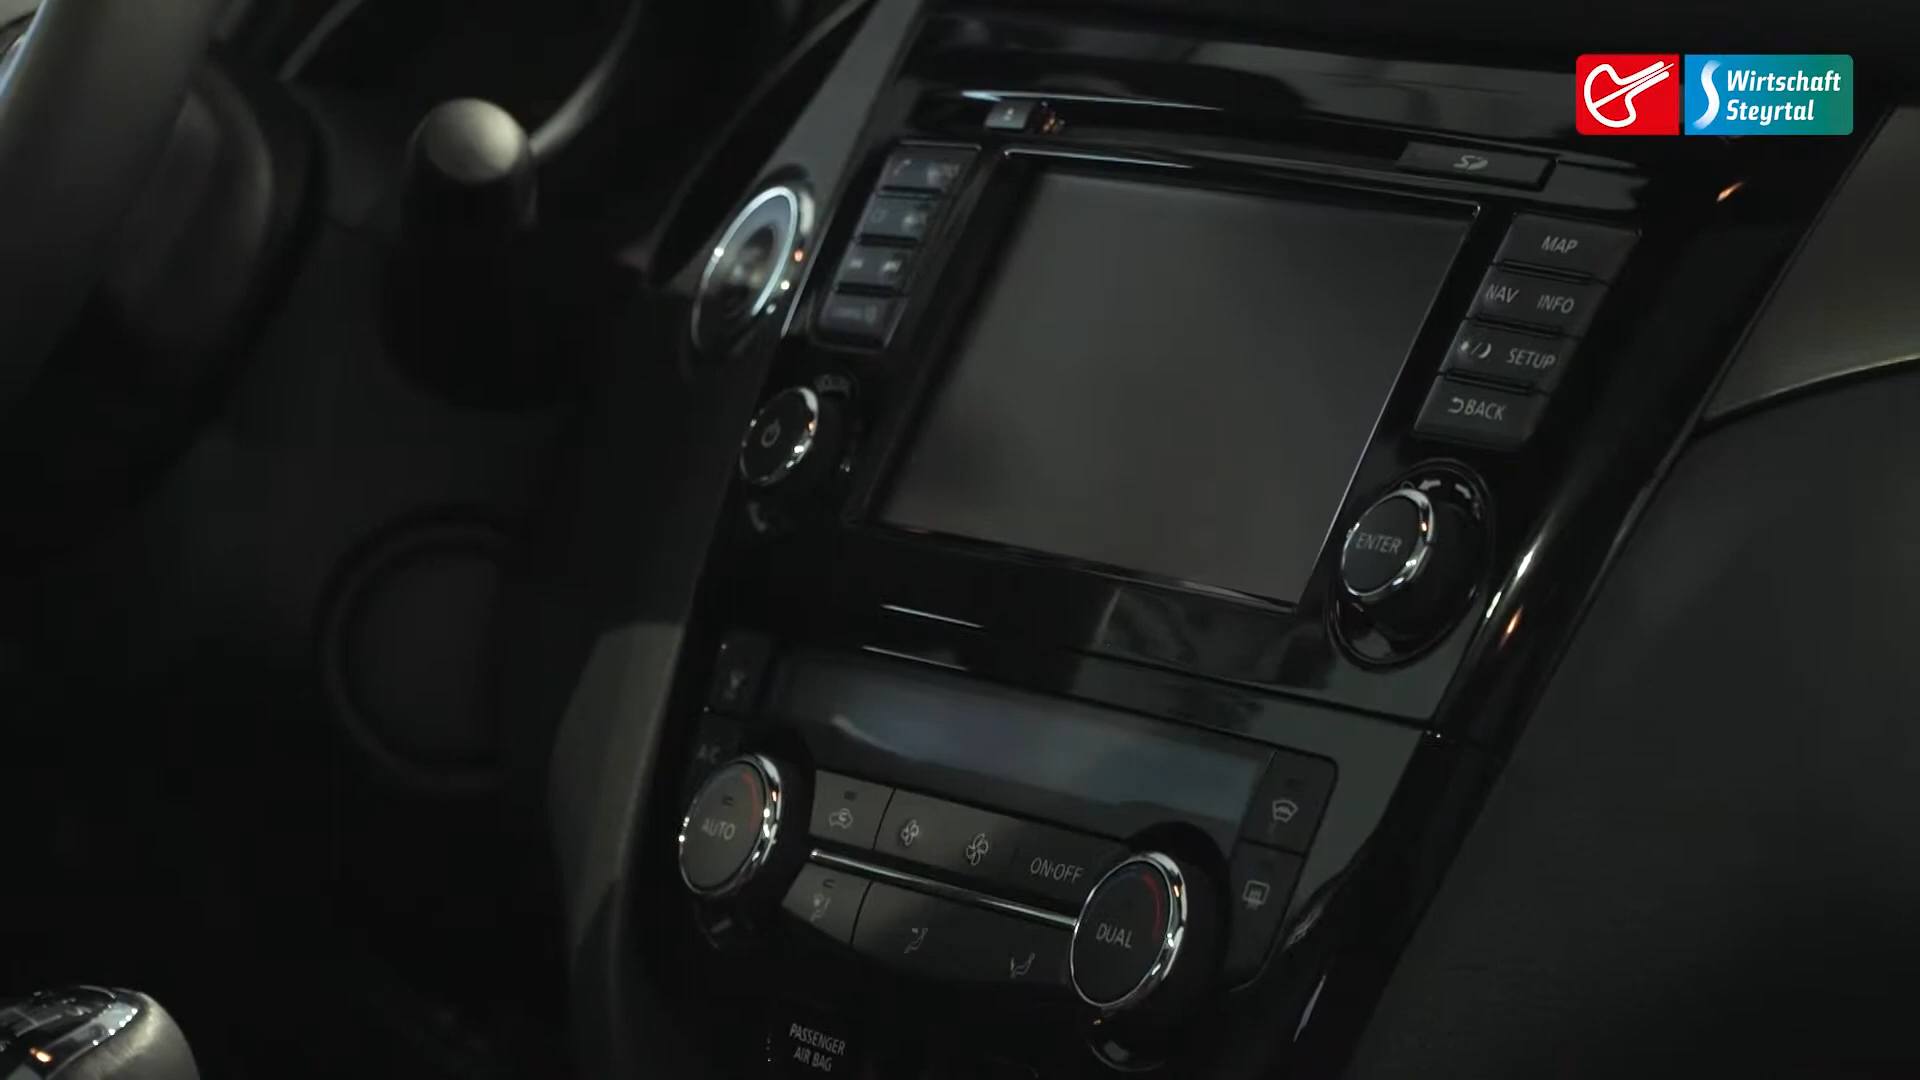 Wirtschaft
Steyrtal
MAP
NAV INFO
SETUP
BACK
ENTER
A/C
AUTO
ON·OFF
DUAL
PASSENGER
AIR BAG